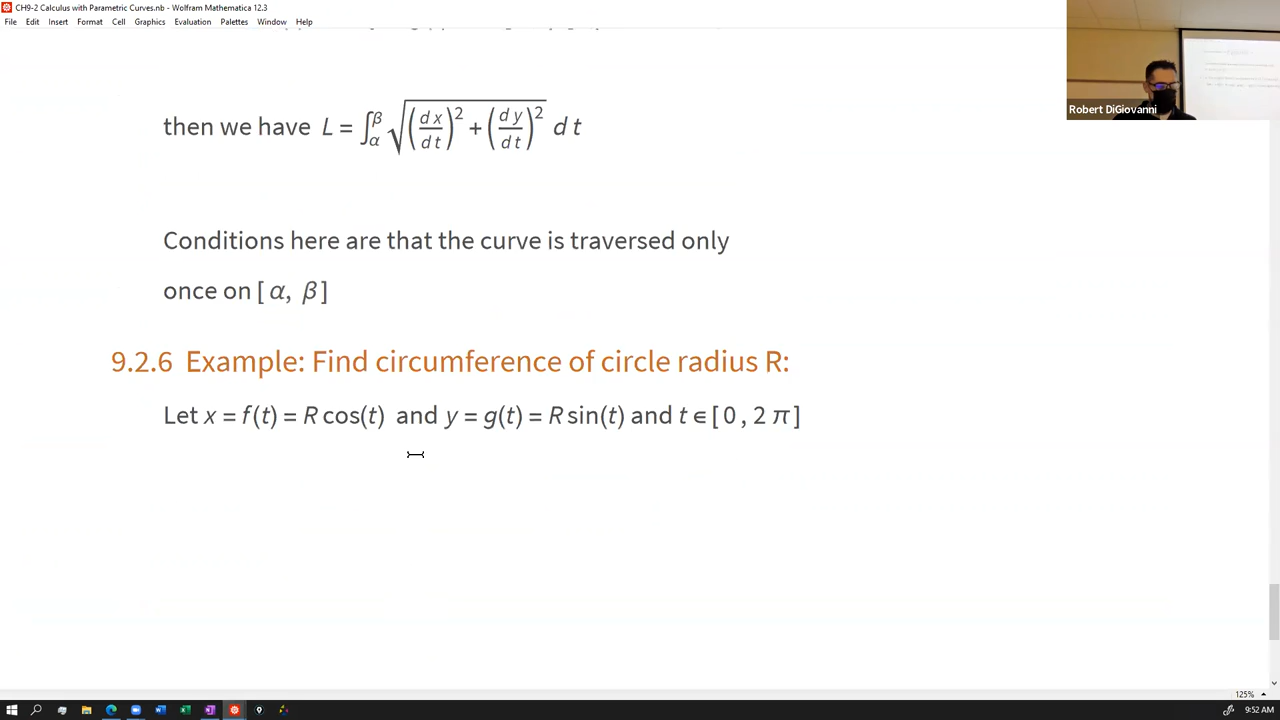 CH9-2 Calculus with Parametric Curves.nb - Wolfram Mathematica 12.3
File Edit Insert Format Cell Graphics Evaluation Palettes Window Help
Robert DiGiovanni
then we have L = ∫_α^β √((dx/dt)^2 + (dy/dt)^2) dt
Conditions here are that the curve is traversed only
once on [α, β]
9.2.6 Example: Find circumference of circle radius R:
Let x = f(t) = R cos(t) and y = g(t) = R sin(t) and t ∈ [0, 2 π]
125%
9:52 AM